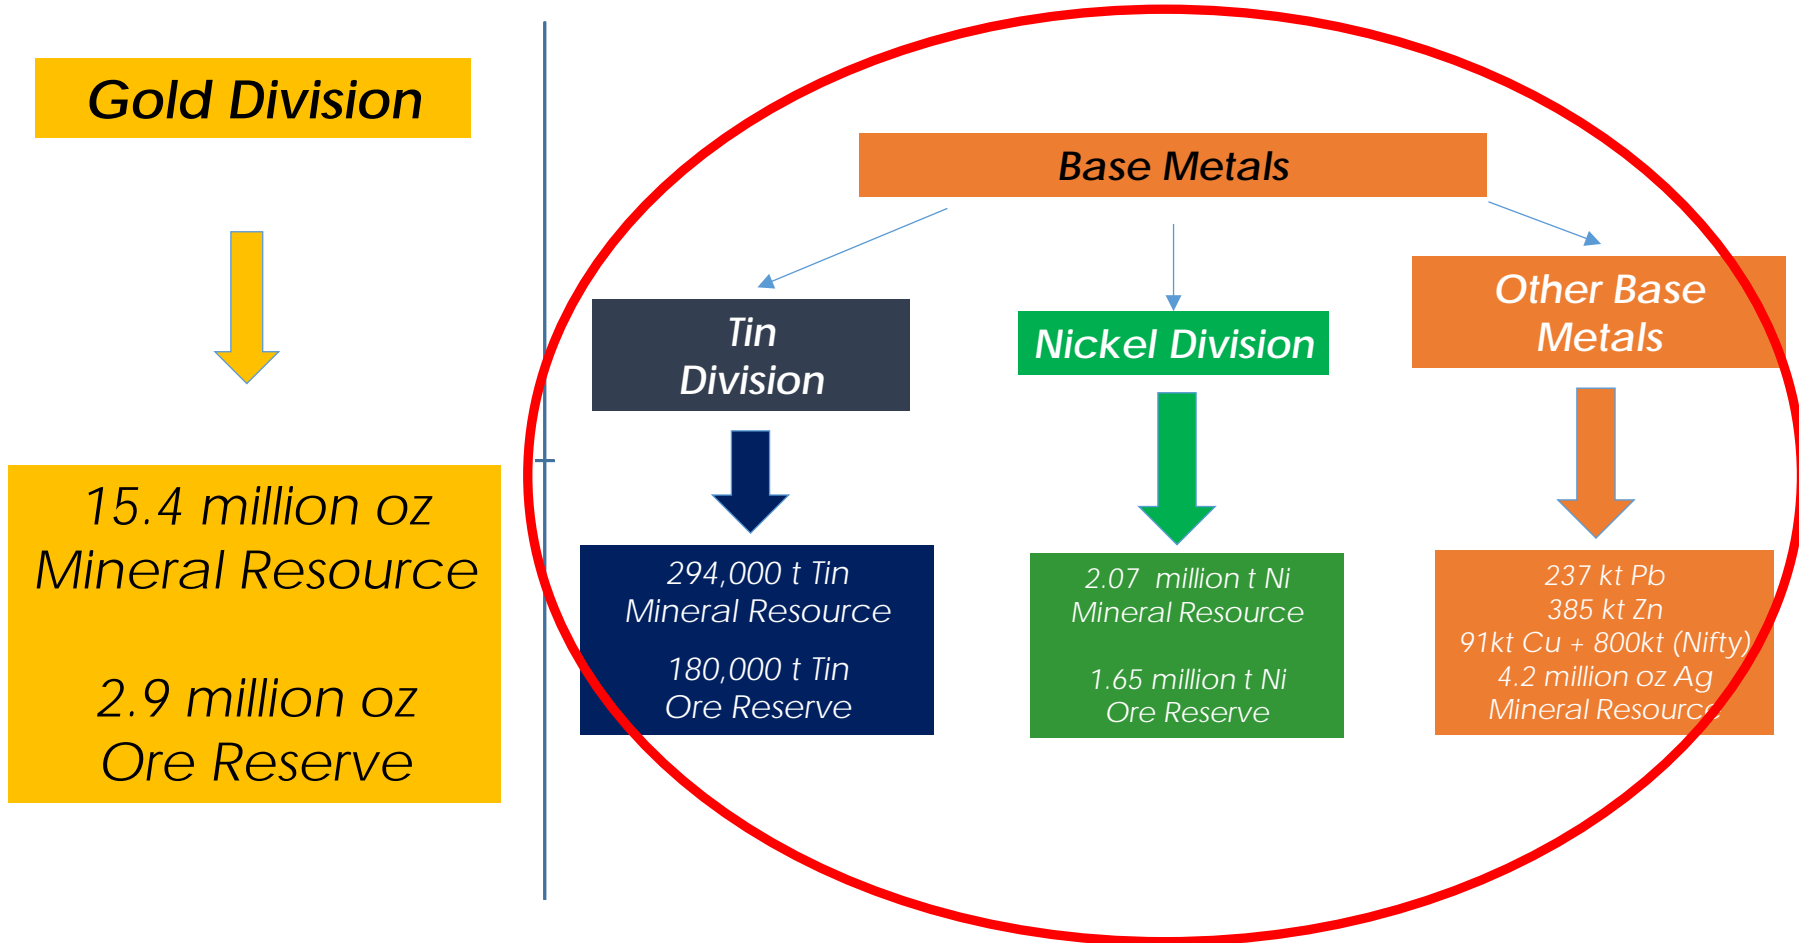 Gold Division
15.4 million oz
Mineral Resource
2.9 million oz
Ore Reserve
Base Metals
Tin
Division
294,000 t Tin
Mineral Resource
180,000 t Tin
Ore Reserve
Nickel Division
2.07 million t Ni
Mineral Resource
1.65 million t Ni
Ore Reserve
Other Base
Metals
237 kt Pb
385 kt Zn
91kt Cu + 800kt (Nifty)
4.2 million oz Ag
Mineral Resource